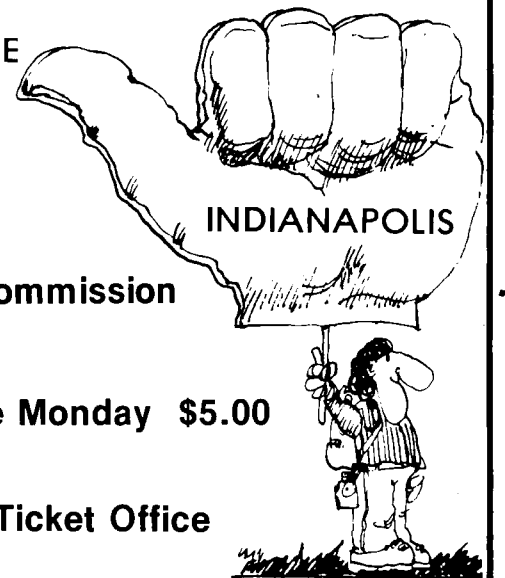 E
INDIANAPOLIS
ommission
e Monday $5.00
Ticket Office